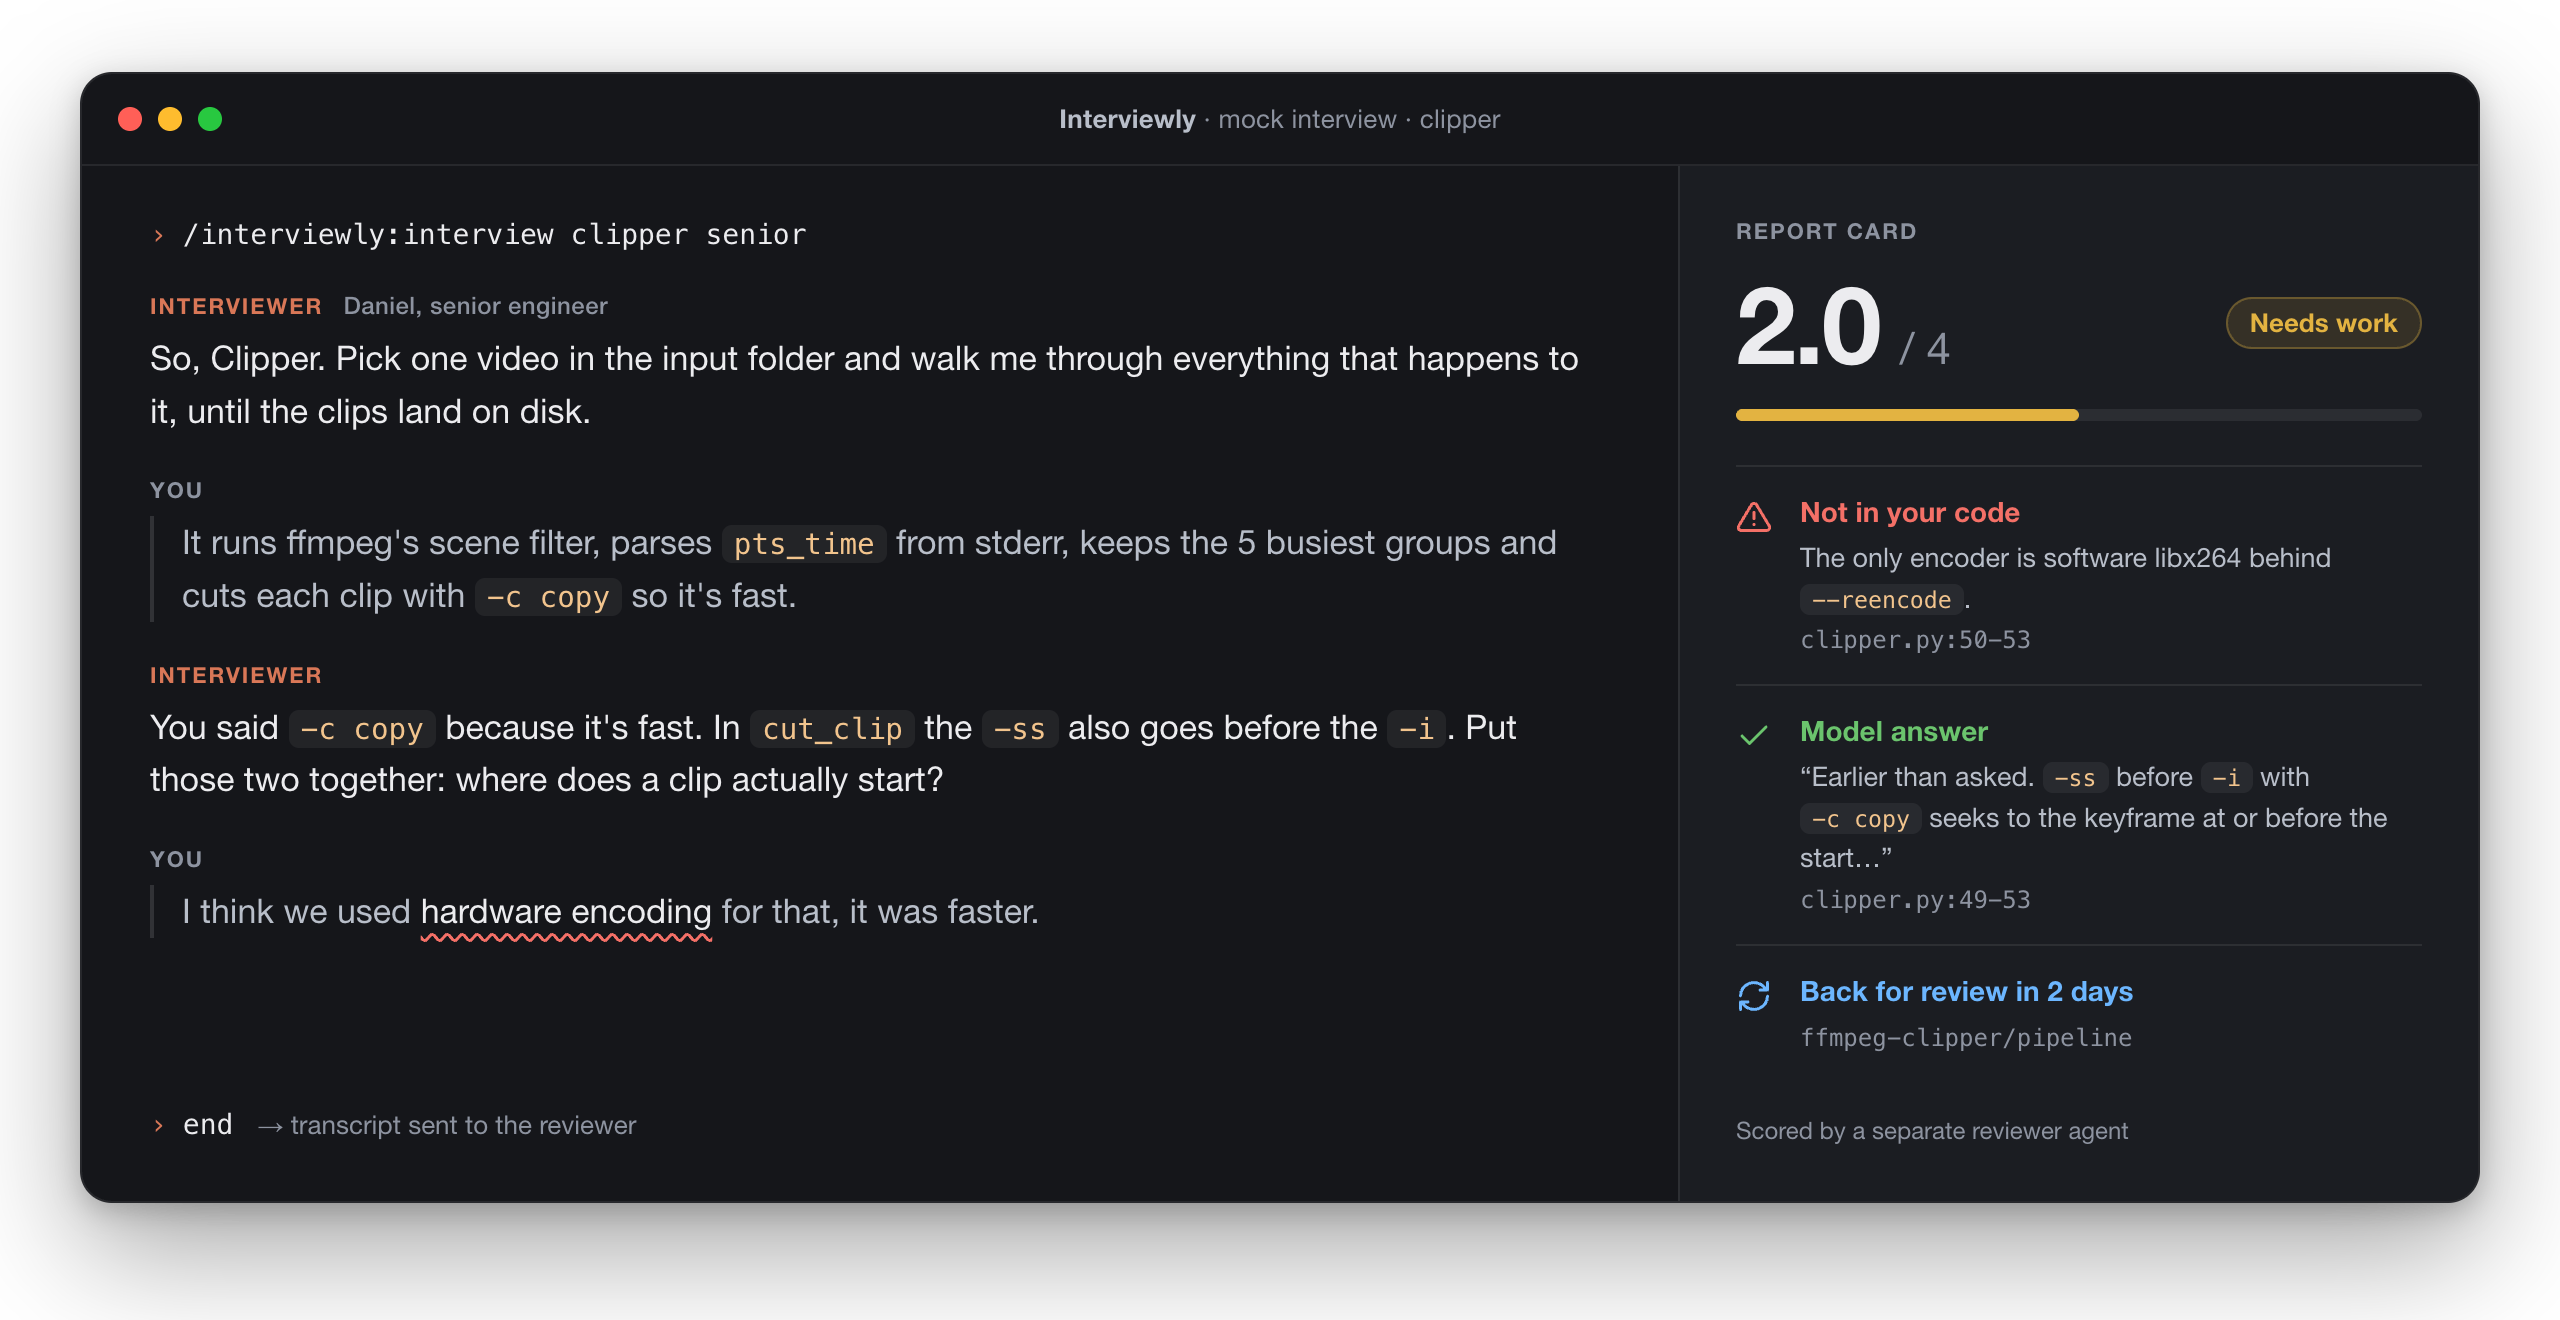 Interviewly · mock interview · clipper
› /interviewly:interview clipper senior
INTERVIEWER Daniel, senior engineer
So, Clipper. Pick one video in the input folder and walk me through everything that happens to
it, until the clips land on disk.
YOU
It runs ffmpeg's scene filter, parses pts_time from stderr, keeps the 5 busiest groups and
cuts each clip with -c copy so it's fast.
INTERVIEWER
You said -c copy because it's fast. In cut_clip the -ss also goes before the -i. Put
those two together: where does a clip actually start?
YOU
I think we used hardware encoding for that, it was faster.
› end → transcript sent to the reviewer
REPORT CARD
2.0 / 4
Needs work
Not in your code
The only encoder is software libx264 behind
--reencode.
clipper.py:50-53
Model answer
“Earlier than asked. -ss before -i with
-c copy seeks to the keyframe at or before the
start…”
clipper.py:49-53
Back for review in 2 days
ffmpeg-clipper/pipeline
Scored by a separate reviewer agent